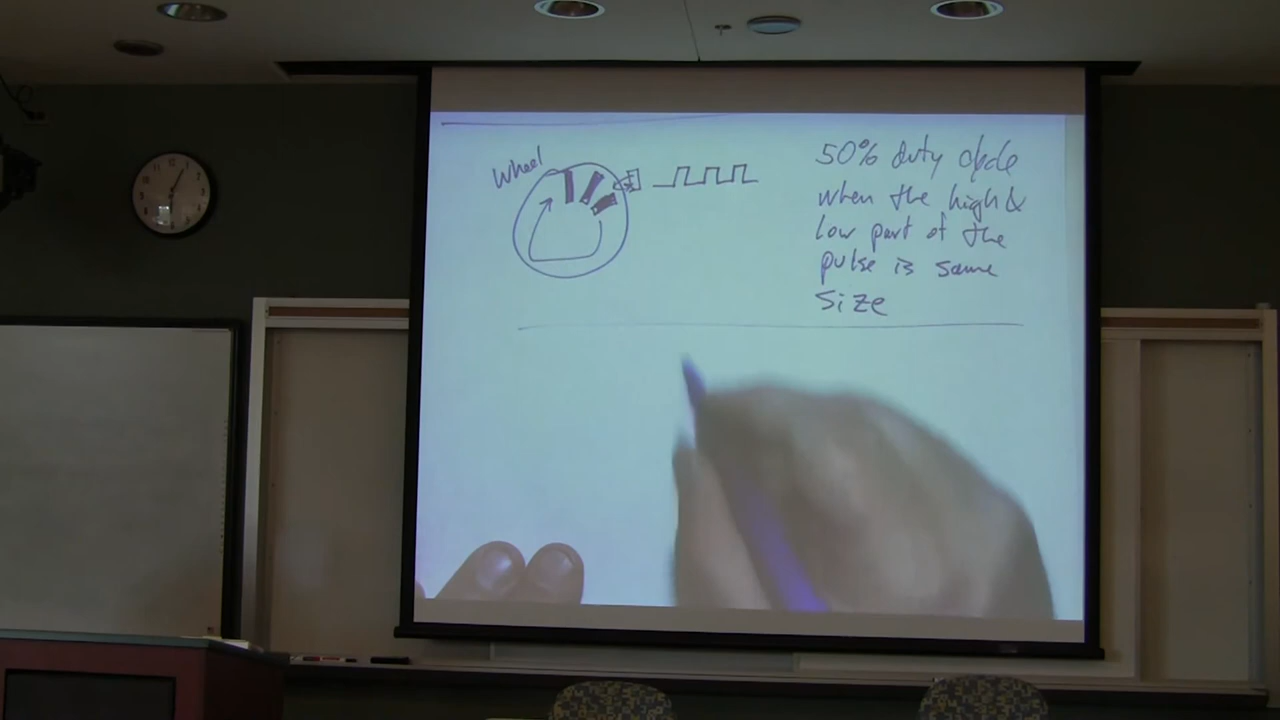 Wheel
50% duty cycle
when the high &
low part of the
pulse is same
size